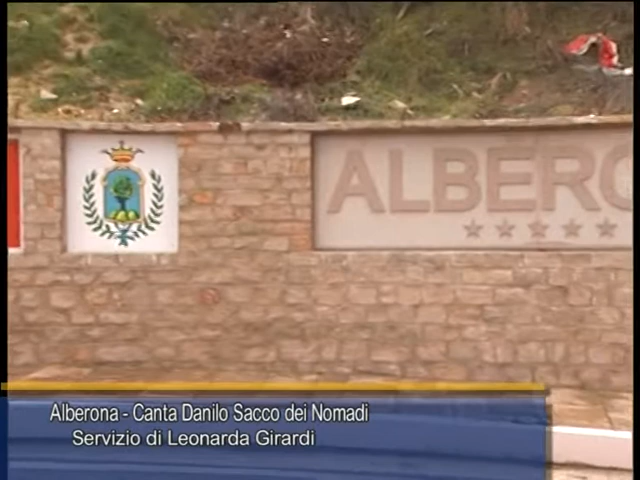 ALBERO
★★★★★
Alberona - Canta Danilo Sacco dei Nomadi
Servizio di Leonarda Girardi